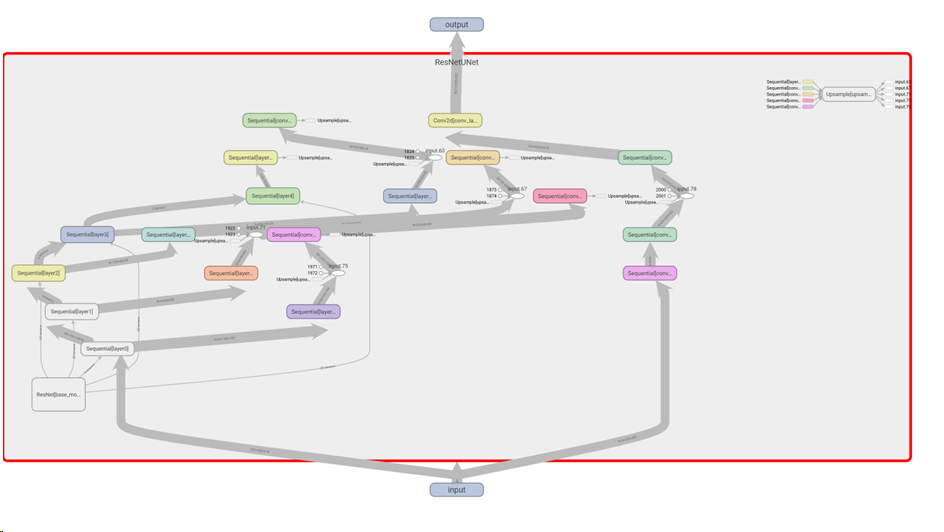 output
ResNetUNet
Sequential[layer...
Sequential[conv...
Sequential[conv...
Sequential[conv...
Sequential[conv...
Upsample[upsam...
input.63
input.67
input.71
input.75
input.78
Sequential[conv...
Upsample[upsa...
Conv2d[conv_la...
Sequential[layer...
Upsample[upsa...
1824
1825
input.63
Upsample[upsa...
Sequential[conv...
Upsample[upsa...
Sequential[conv...
Sequential[layer4]
Sequential[layer...
1873
1874
input.67
Upsample[upsa...
Sequential[conv...
Upsample[upsa...
2000
2001
input.78
Upsample[upsa...
Sequential[layer3]
Sequential[layer...
1922
1923
input.71
Upsample[upsa...
Sequential[conv...
Upsample[upsa...
Sequential[conv...
Sequential[layer2]
Sequential[layer...
1971
1972
input.75
Upsample[upsa...
Sequential[conv...
Sequential[layer1]
Sequential[layer...
Sequential[layer0]
ResNet[base_mo...
input